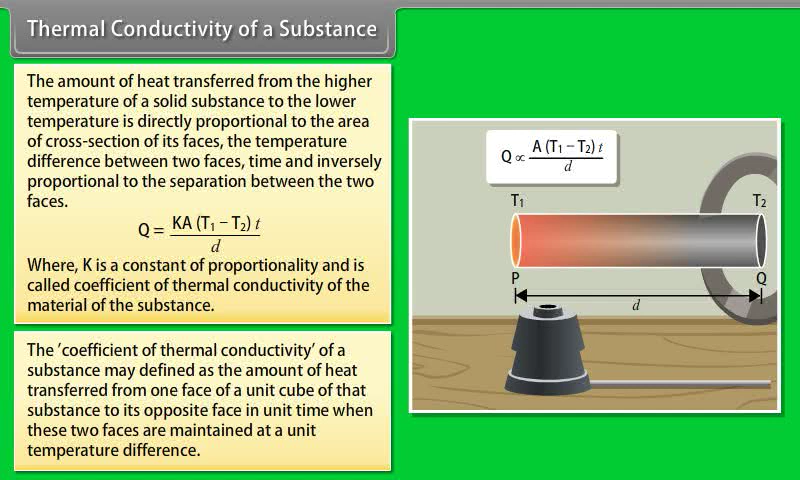 Thermal Conductivity of a Substance
The amount of heat transferred from the higher
temperature of a solid substance to the lower
temperature is directly proportional to the area
of cross-section of its faces, the temperature
difference between two faces, time and inversely
proportional to the separation between the two
faces.
Q = KA (T₁ − T₂) t / d
Where, K is a constant of proportionality and is
called coefficient of thermal conductivity of the
material of the substance.
The 'coefficient of thermal conductivity' of a
substance may defined as the amount of heat
transferred from one face of a unit cube of that
substance to its opposite face in unit time when
these two faces are maintained at a unit
temperature difference.
Q ∝ A (T₁ − T₂) t / d
T₁ T₂
P Q
d